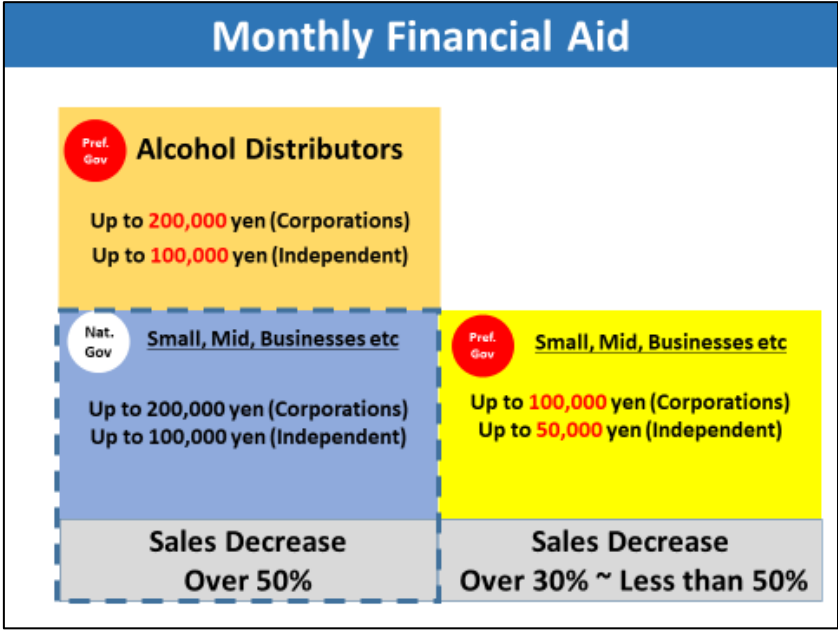 Monthly Financial Aid
Pref.
Gov
Alcohol Distributors
Up to 200,000 yen (Corporations)
Up to 100,000 yen (Independent)
Nat.
Gov
Small, Mid, Businesses etc
Up to 200,000 yen (Corporations)
Up to 100,000 yen (Independent)
Sales Decrease
Over 50%
Pref.
Gov
Small, Mid, Businesses etc
Up to 100,000 yen (Corporations)
Up to 50,000 yen (Independent)
Sales Decrease
Over 30% ~ Less than 50%